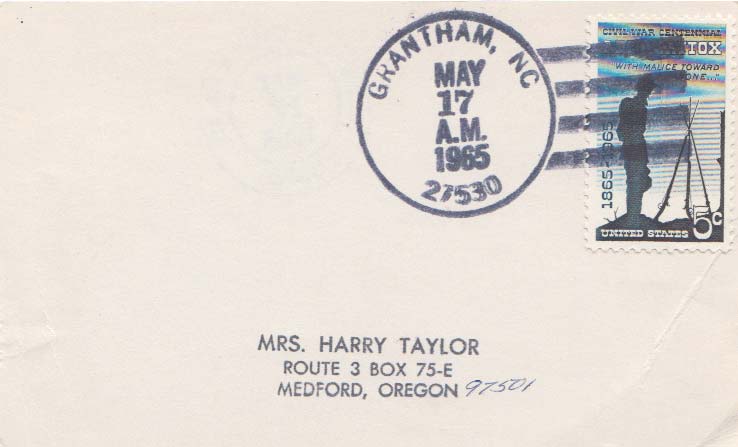 GRANTHAM, NC
MAY
17
A.M.
1965
27530
CIVIL WAR CENTENNIAL
"WITH MALICE TOWARD
ONE..."
1865-1965
UNITED STATES 5c
MRS. HARRY TAYLOR
ROUTE 3 BOX 75-E
MEDFORD, OREGON 97501